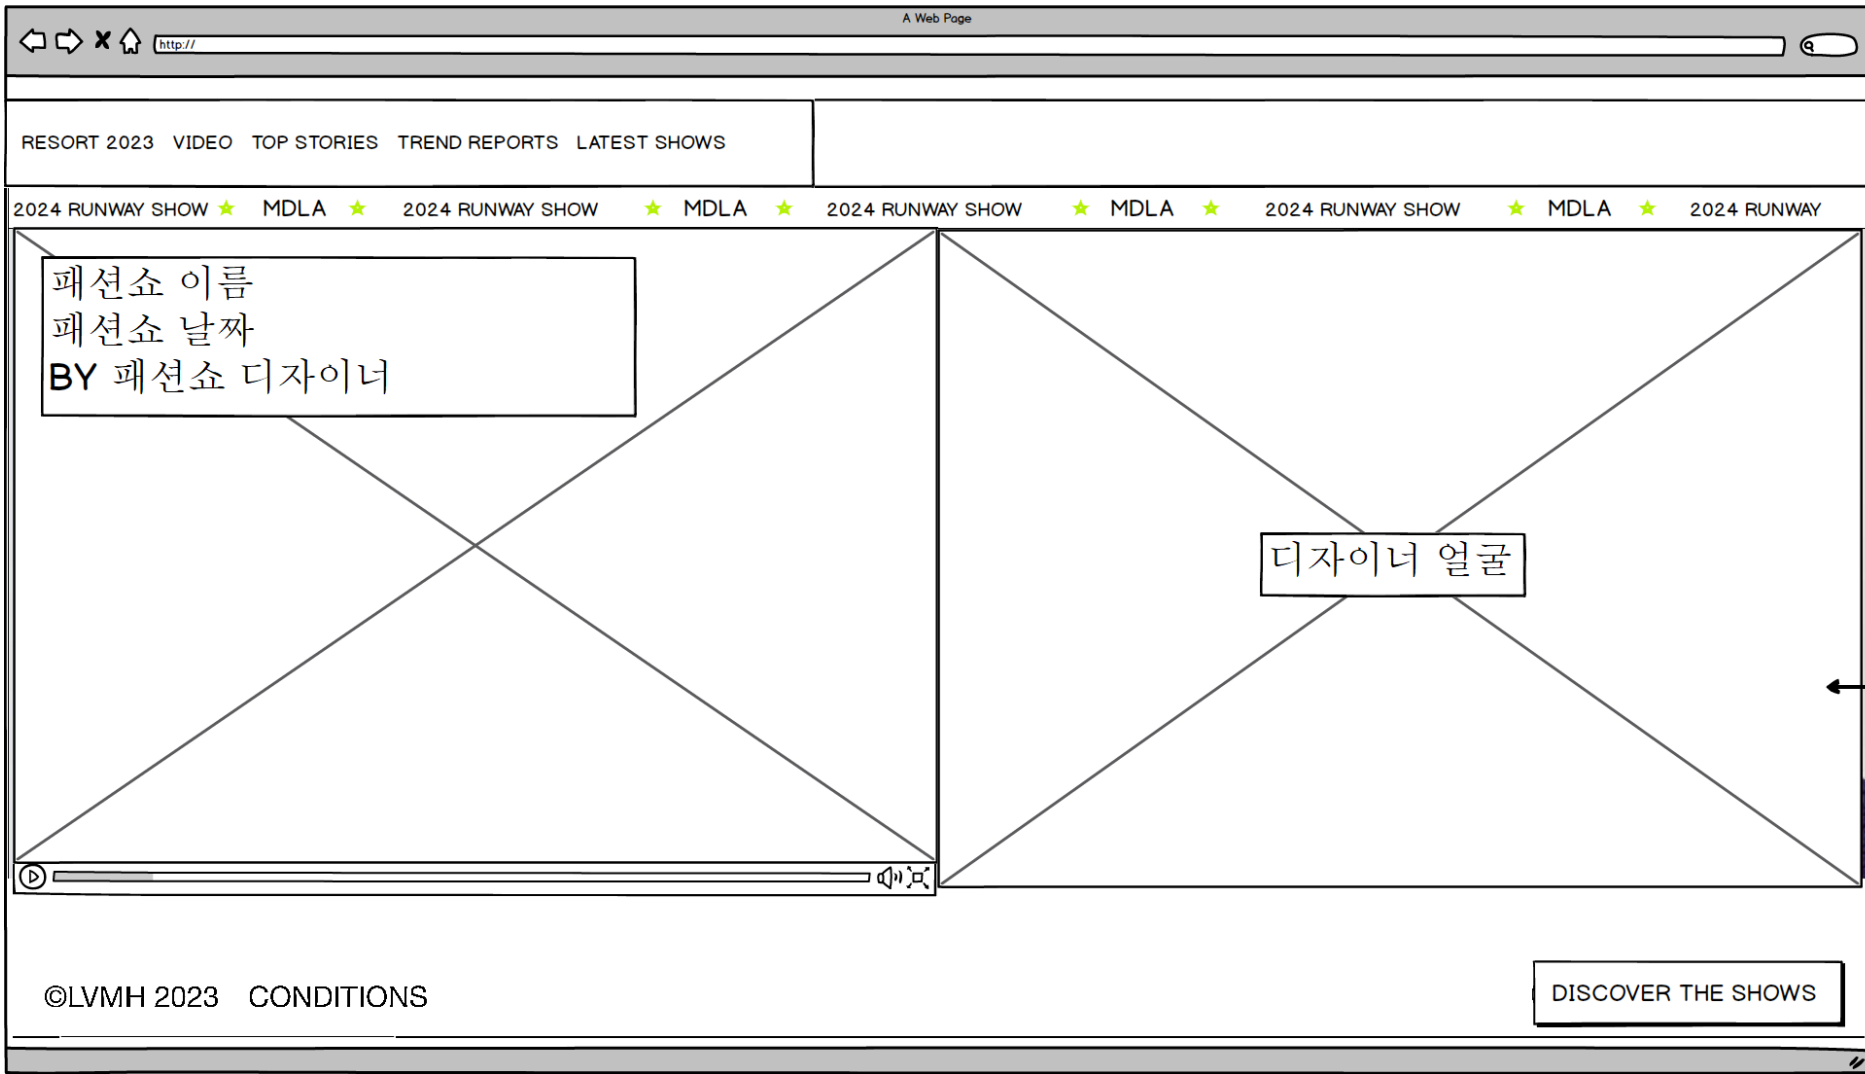 A Web Page
http://
RESORT 2023 VIDEO TOP STORIES TREND REPORTS LATEST SHOWS
2024 RUNWAY SHOW MDLA 2024 RUNWAY SHOW MDLA 2024 RUNWAY SHOW MDLA 2024 RUNWAY SHOW MDLA 2024 RUNWAY
패션쇼 이름
패션쇼 날짜
BY 패션쇼 디자이너
디자이너 얼굴
©LVMH 2023 CONDITIONS
DISCOVER THE SHOWS